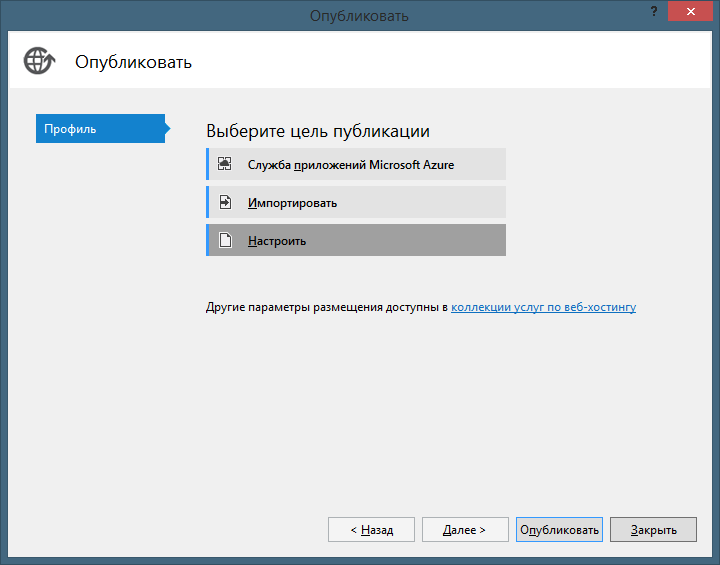 Опубликовать
?
Опубликовать
Профиль
Выберите цель публикации
Служба приложений Microsoft Azure
Импортировать
Настроить
Другие параметры размещения доступны в коллекции услуг по веб-хостингу
< Назад
Далее >
Опубликовать
Закрыть